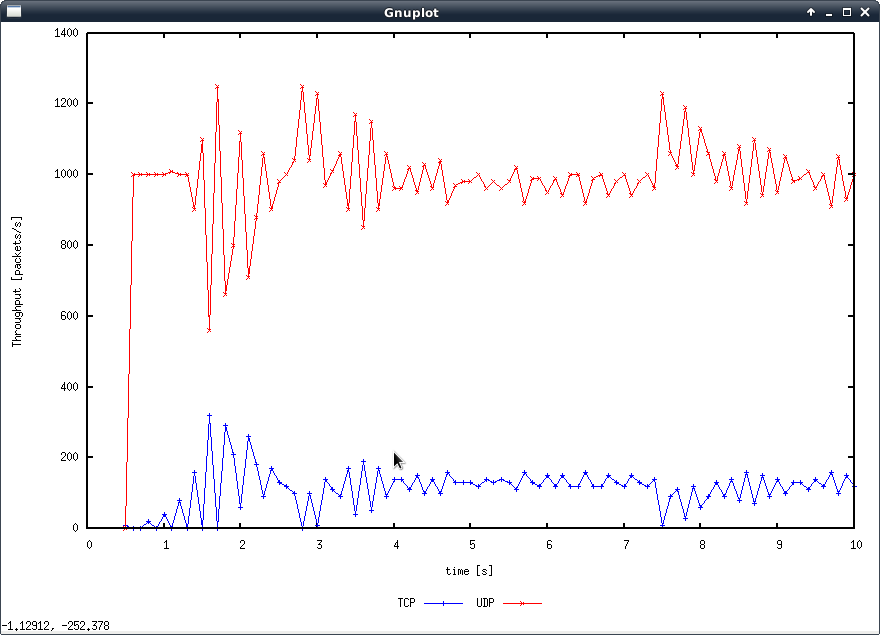 Gnuplot
1400
1200
1000
800
600
400
200
0
Throughput [packets/s]
0 1 2 3 4 5 6 7 8 9 10
time [s]
TCP UDP
-1.12912, -252.378